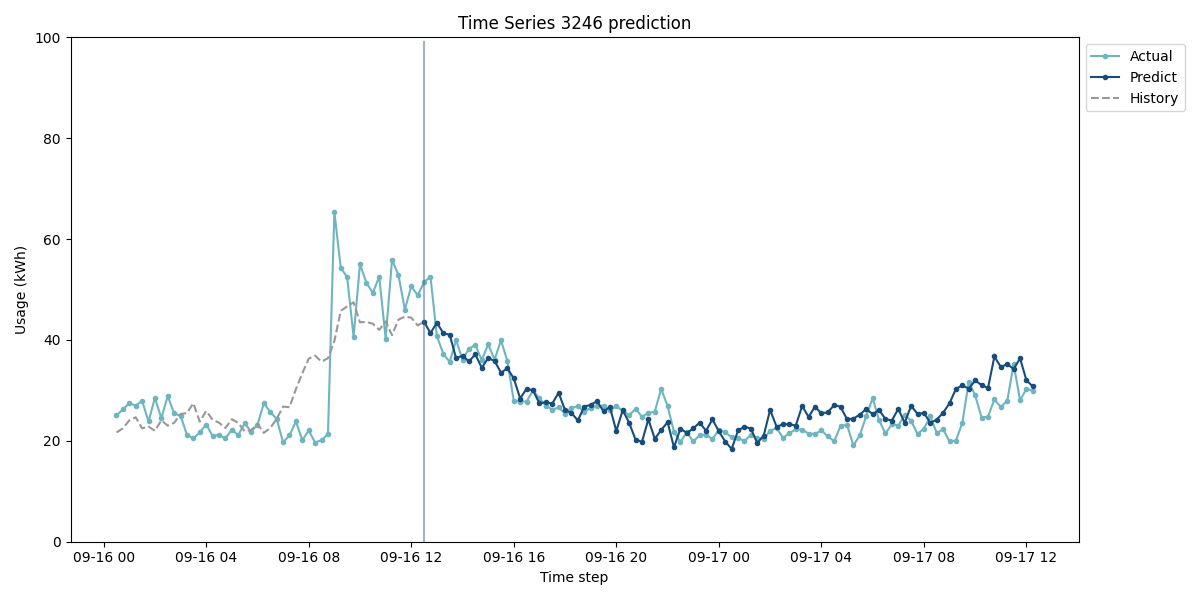 Time Series 3246 prediction
Actual
Predict
History
Usage (kWh)
100
80
60
40
20
0
09-16 00
09-16 04
09-16 08
09-16 12
09-16 16
09-16 20
09-17 00
09-17 04
09-17 08
09-17 12
Time step